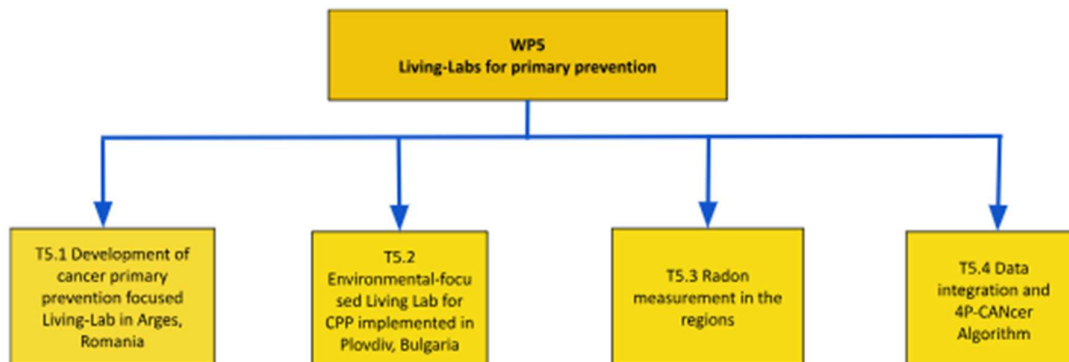 WP5
Living-Labs for primary prevention
T5.1 Development of
cancer primary
prevention focused
Living-Lab in Arges,
Romania
T5.2
Environmental-focu
sed Living Lab for
CPP implemented in
Plovdiv, Bulgaria
T5.3 Radon
measurement in the
regions
T5.4 Data
integration and
4P-CANcer
Algorithm